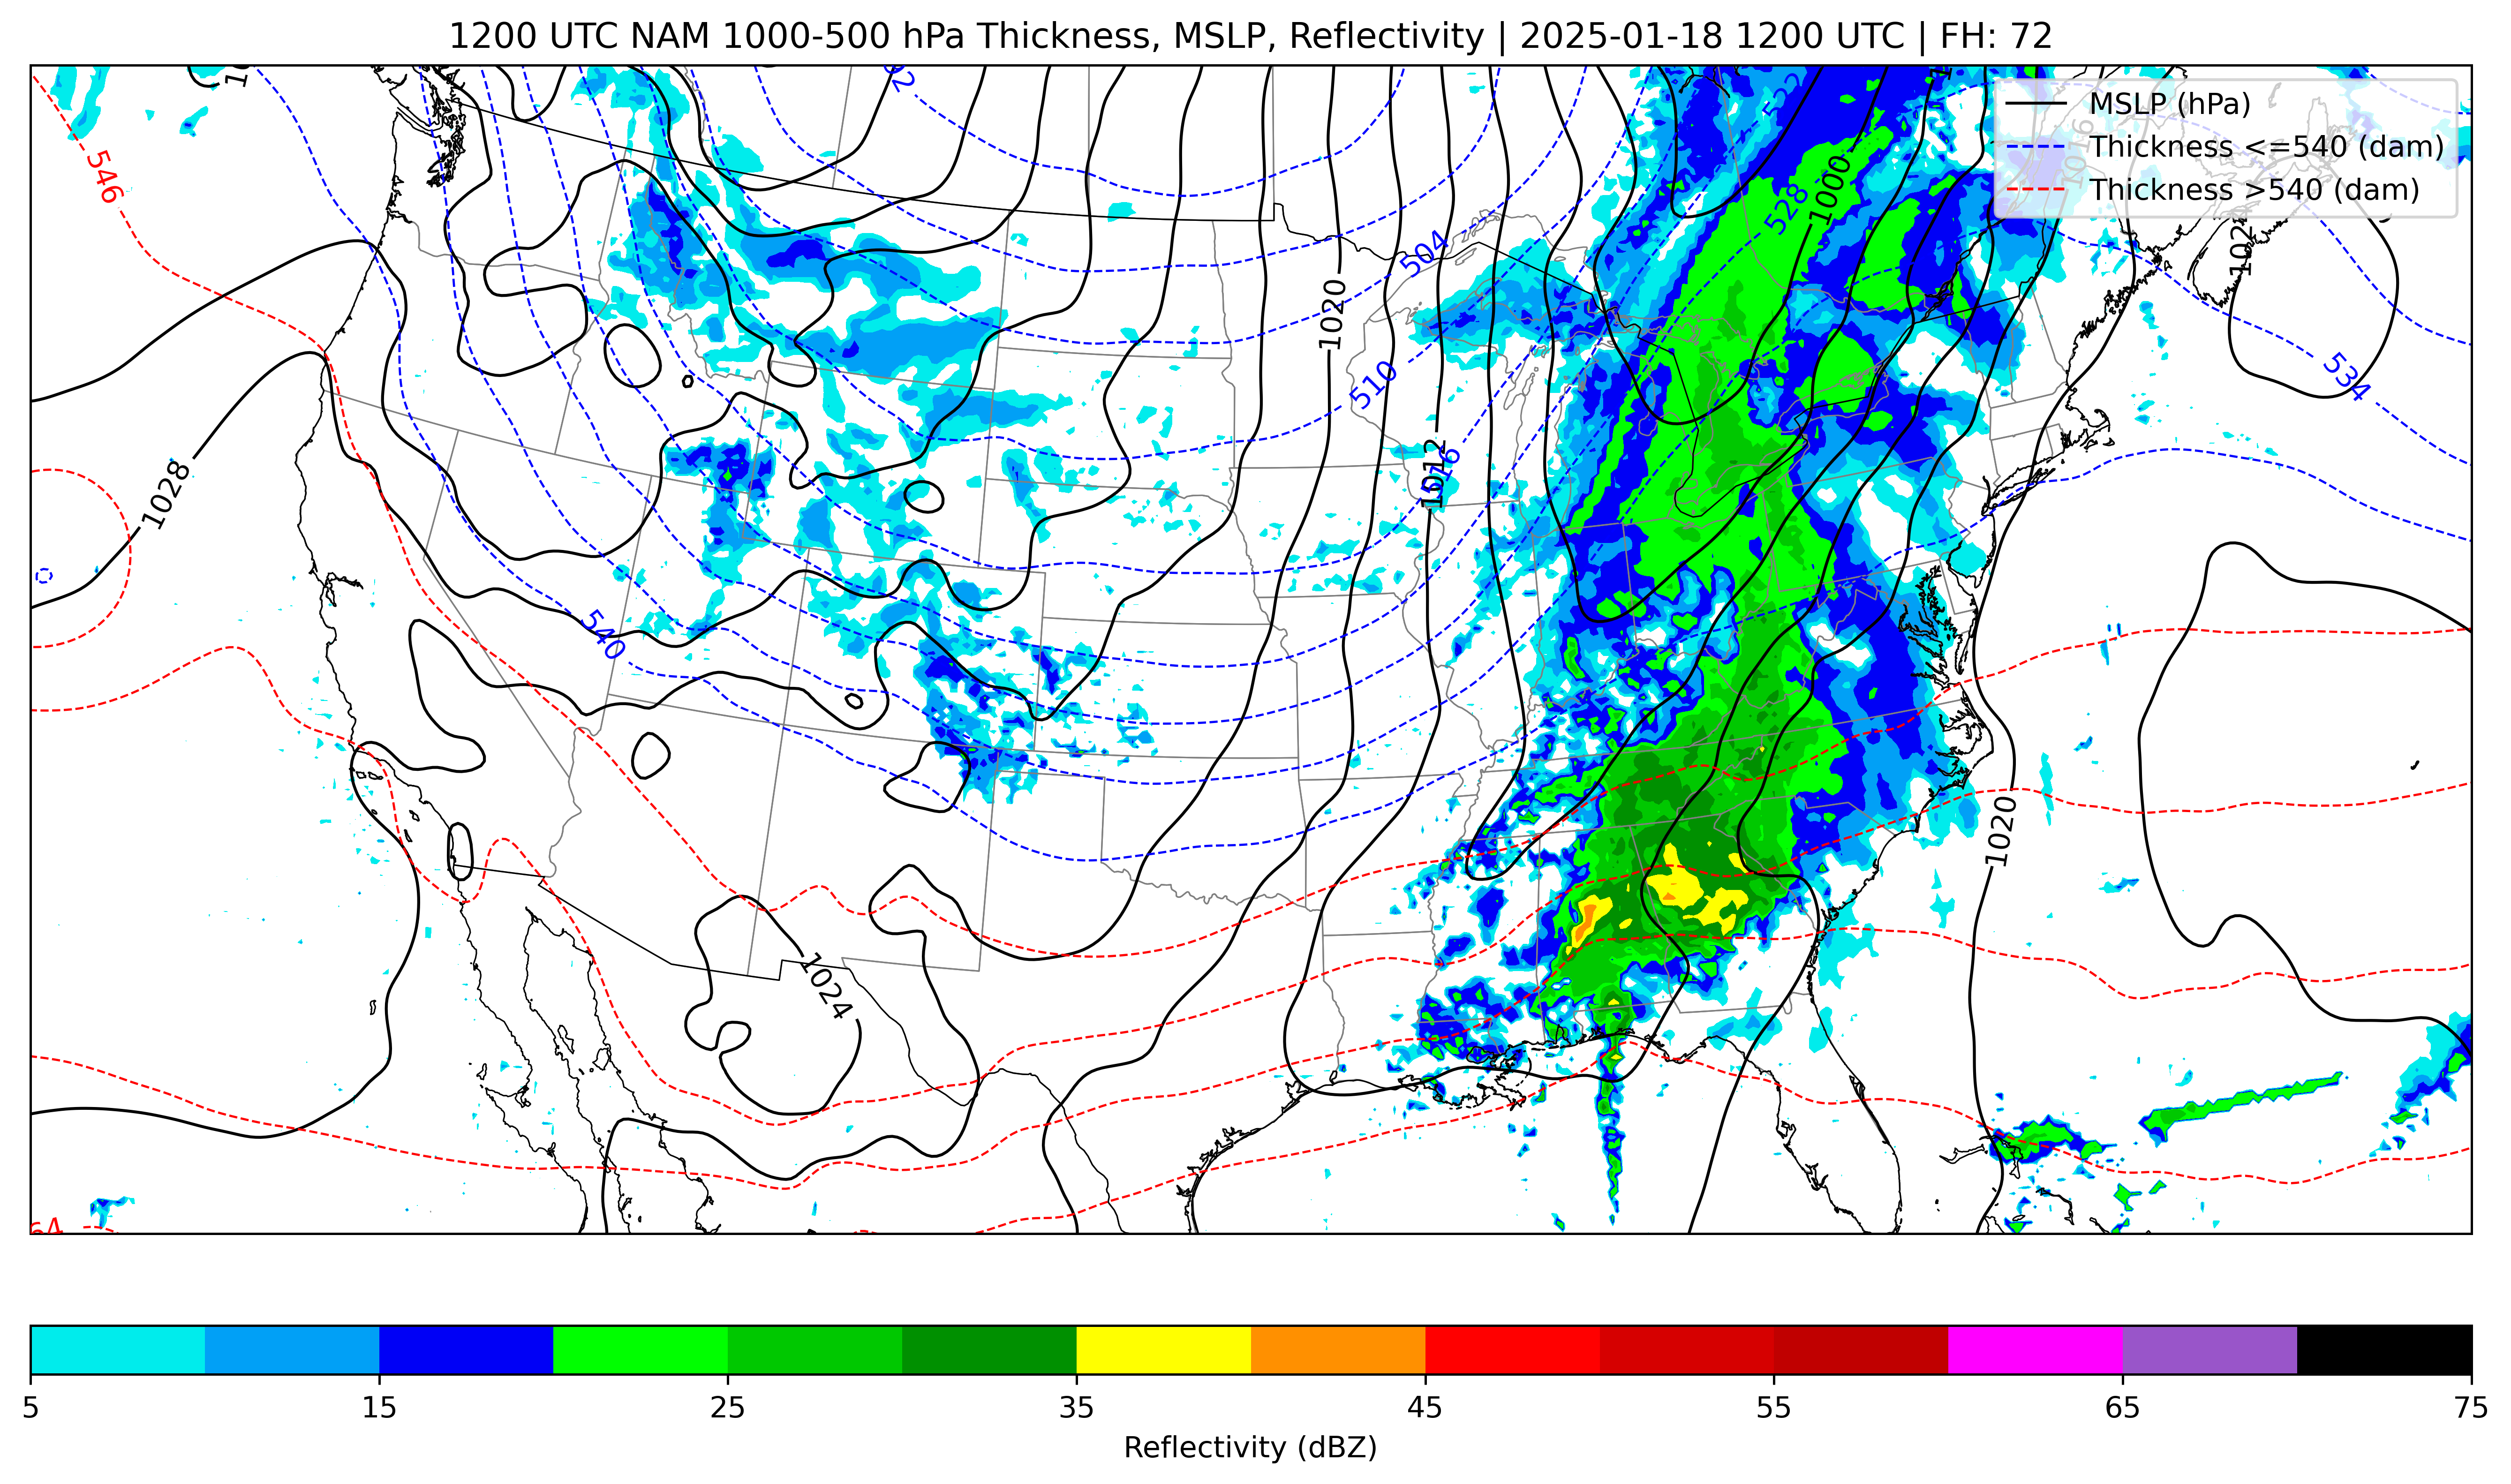 1200 UTC NAM 1000-500 hPa Thickness, MSLP, Reflectivity | 2025-01-18 1200 UTC | FH: 72
MSLP (hPa)
Thickness <=540 (dam)
Thickness >540 (dam)
546
522
528
1000
1016
1020
504
1020
510
534
1012
516
1028
540
1020
1024
5 15 25 35 45 55 65 75
Reflectivity (dBZ)